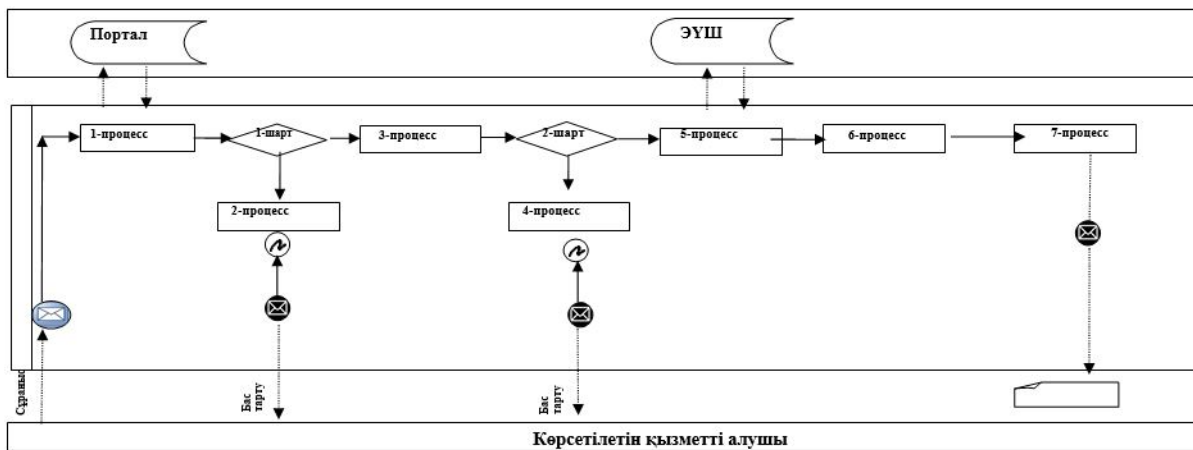 Портал
ЭҮШ
1-процесс
1-шарт
3-процесс
2-шарт
5-процесс
6-процесс
7-процесс
2-процесс
4-процесс
Сұраныс
Бас
тарту
Бас
тарту
Көрсетілетін қызметті алушы